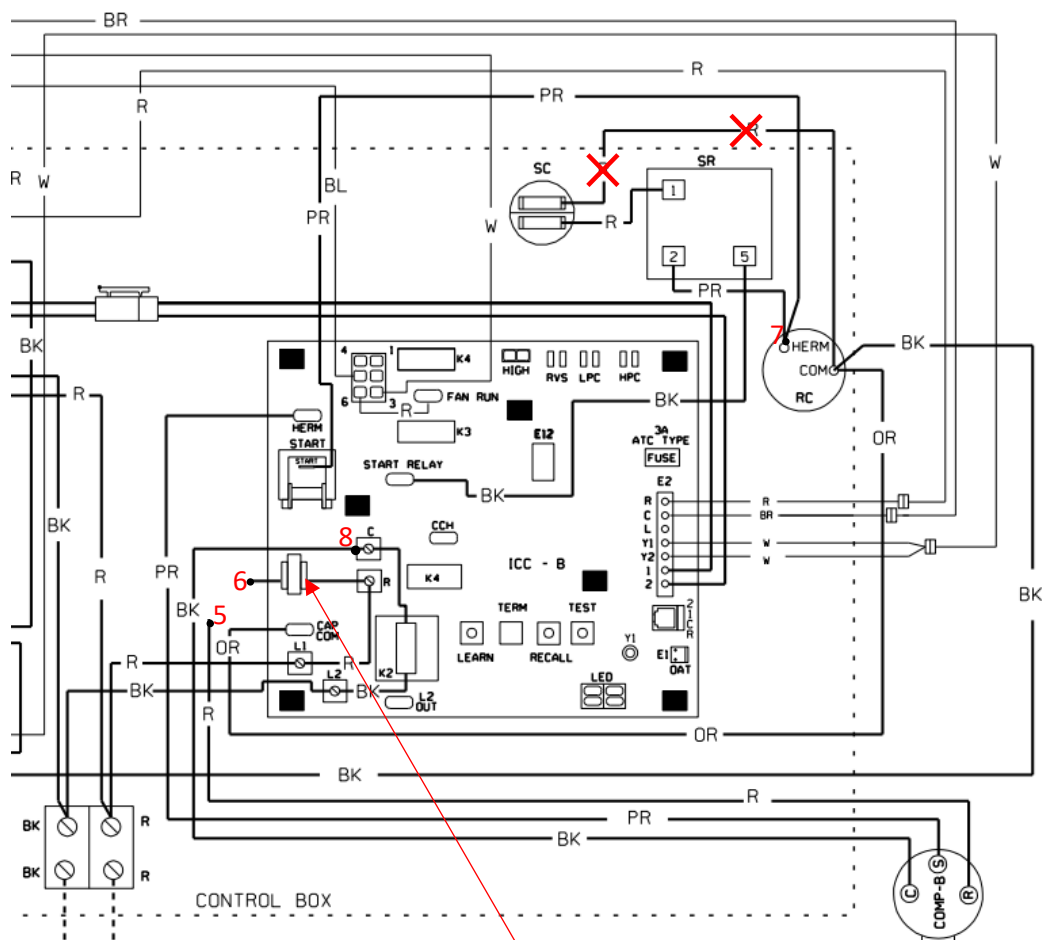 BR
R
PR
R
R
SC
SR
W
R
W
BL
1
PR
R
W
2
5
PR
7
HERM
BK
COM
RC
BK
4
1
K4
HIGH
RVS
LPC
HPC
R
6
3
FAN RUN
BK
R
PR
HERM
K3
E12
3A
ATC TYPE
FUSE
OR
START
START
START RELAY
BK
E2
R
R
C
BR
L
Y1
W
Y2
W
1
2
BK
8
C
CCH
ICC - B
R
PR
6
R
K4
BK
BK
5
OR
CAP
COM
TERM
TEST
21CR
LEARN
RECALL
Y1
E1
OAT
L1
R
R
K2
L2
BK
BK
L2
OUT
LED
R
OR
BK
R
PR
BK
BK
R
BK
R
C
S
R
COMP-B
CONTROL BOX